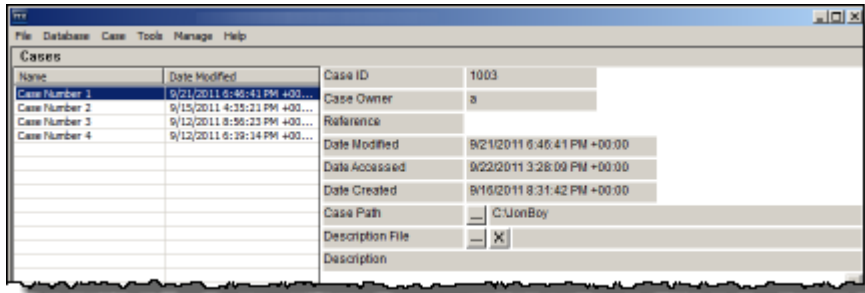 File Database Case Tools Manage Help
Cases
Name Date Modified
Case Number 1 9/21/2011 6:46:41 PM +00...
Case Number 2 9/15/2011 4:35:21 PM +00...
Case Number 3 9/12/2011 8:56:23 PM +00...
Case Number 4 9/12/2011 6:19:14 PM +00...
Case ID 1003
Case Owner a
Reference
Date Modified 9/21/2011 6:46:41 PM +00:00
Date Accessed 9/22/2011 3:28:09 PM +00:00
Date Created 9/16/2011 8:31:42 PM +00:00
Case Path ... C:\JonBoy
Description File ... X
Description